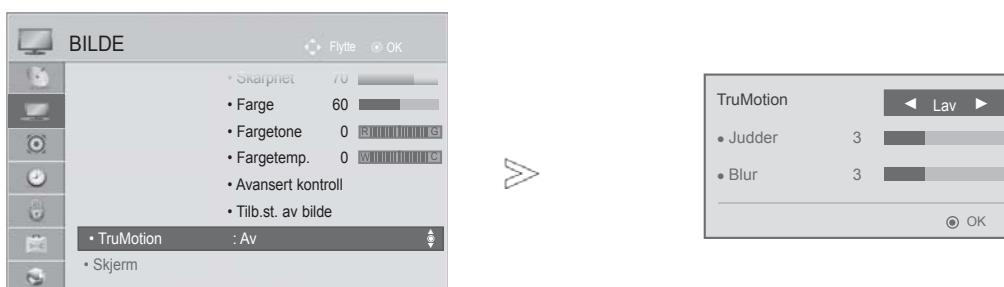 BILDE
Flytte OK
• Skarphet 70
• Farge 60
• Fargetone 0 R G
• Fargetemp. 0 W C
• Avansert kontroll
• Tilb.st. av bilde
• TruMotion : Av
• Skjerm
TruMotion ◄ Lav ►
• Judder 3
• Blur 3
OK